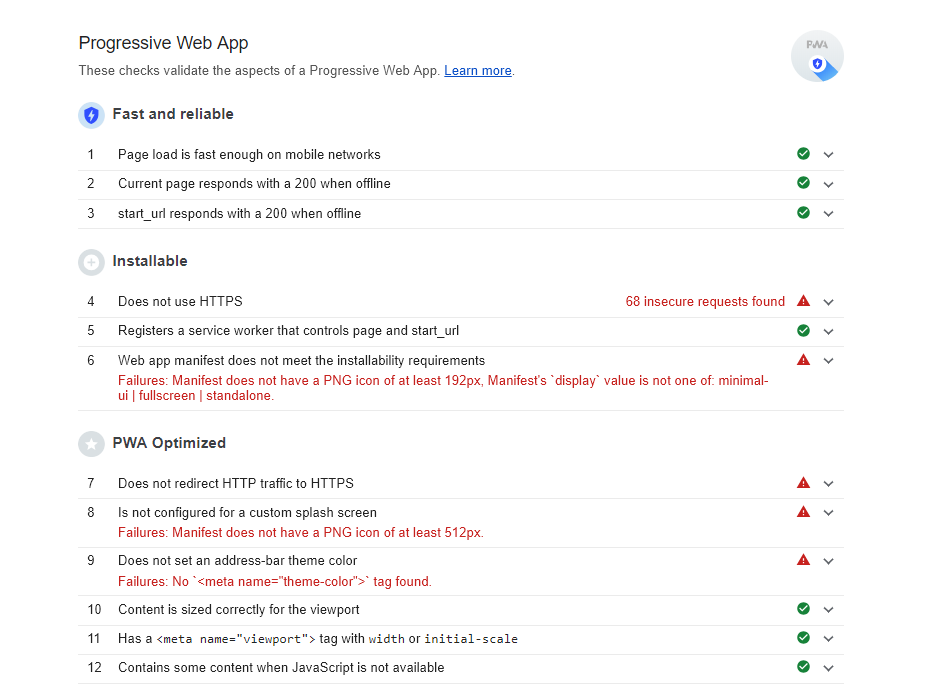 Progressive Web App
PWA
These checks validate the aspects of a Progressive Web App. Learn more.
Fast and reliable
1 Page load is fast enough on mobile networks
2 Current page responds with a 200 when offline
3 start_url responds with a 200 when offline
Installable
4 Does not use HTTPS 68 insecure requests found
5 Registers a service worker that controls page and start_url
6 Web app manifest does not meet the installability requirements
Failures: Manifest does not have a PNG icon of at least 192px, Manifest's `display` value is not one of: minimal-
ui | fullscreen | standalone.
PWA Optimized
7 Does not redirect HTTP traffic to HTTPS
8 Is not configured for a custom splash screen
Failures: Manifest does not have a PNG icon of at least 512px.
9 Does not set an address-bar theme color
Failures: No `<meta name="theme-color">` tag found.
10 Content is sized correctly for the viewport
11 Has a <meta name="viewport"> tag with width or initial-scale
12 Contains some content when JavaScript is not available